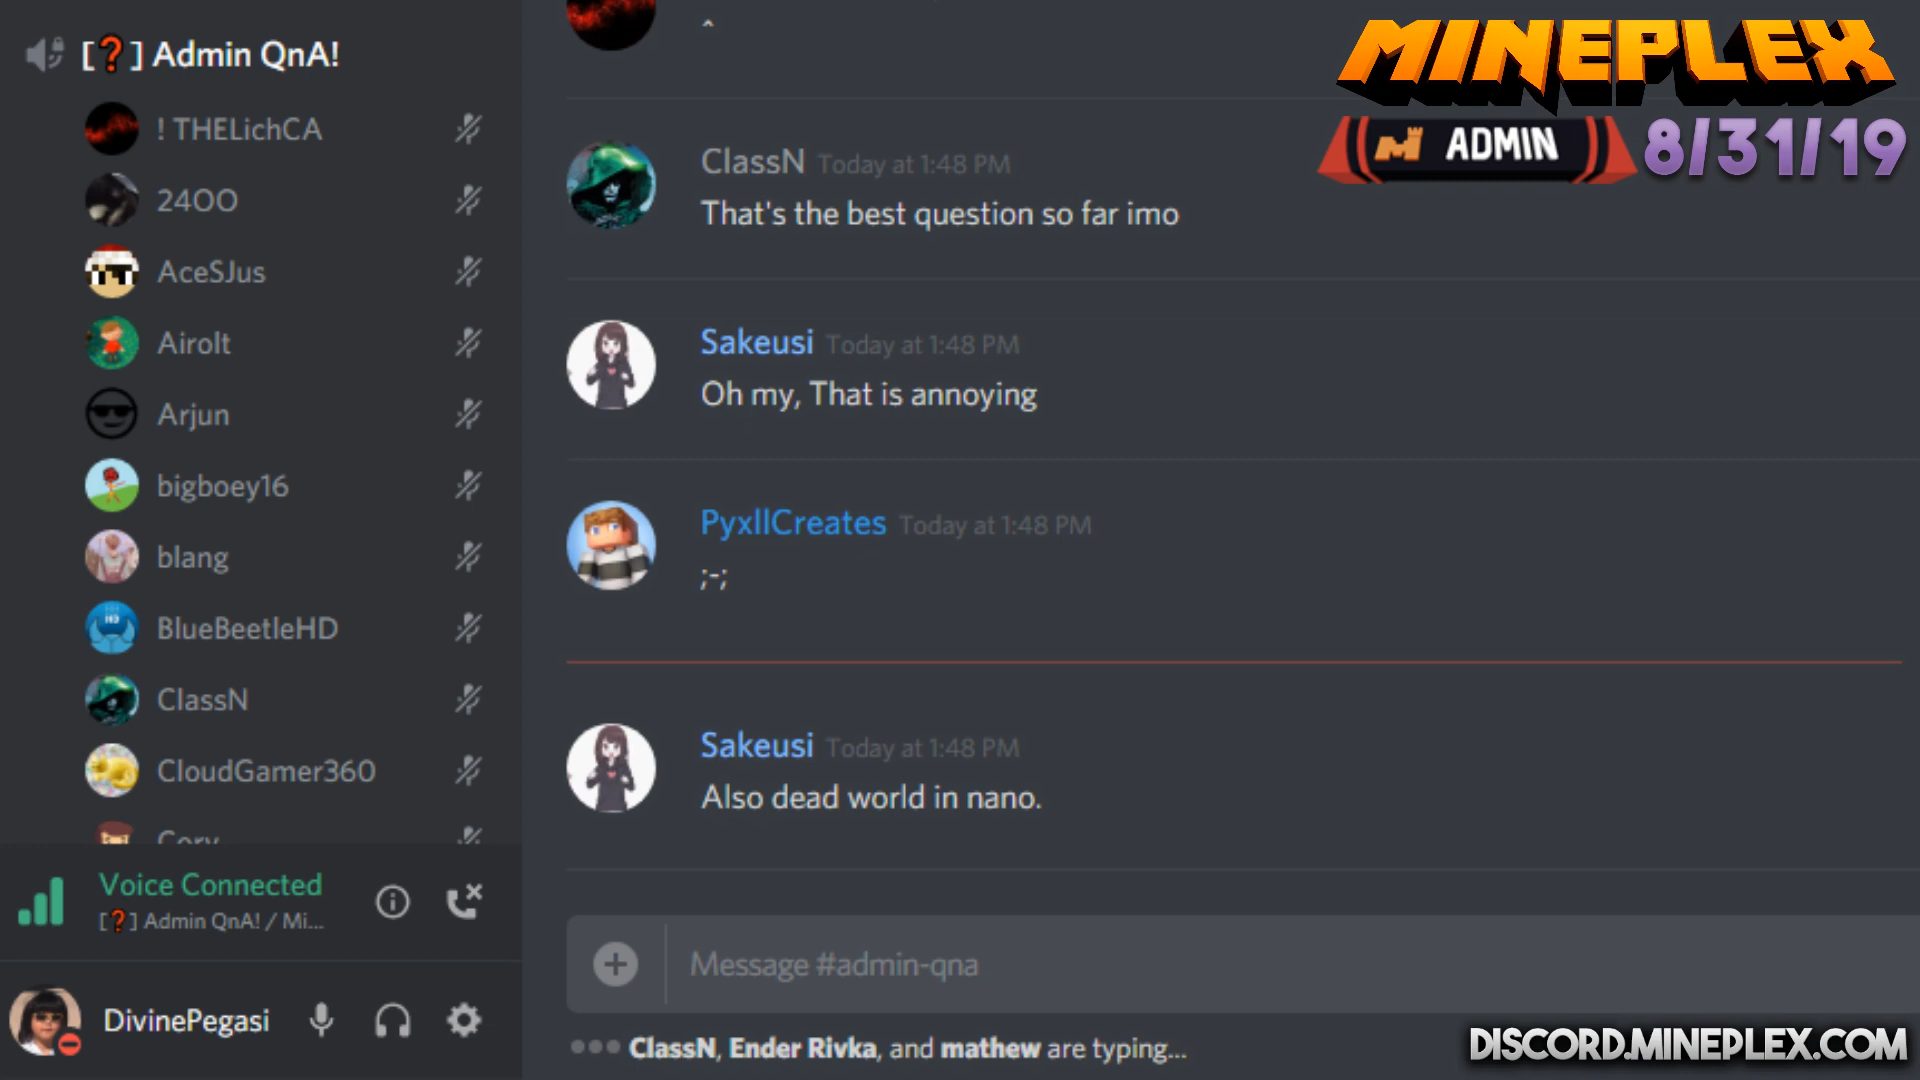 [❓] Admin QnA!
! THELichCA
24OO
AceSJus
Airolt
Arjun
bigboey16
blang
BlueBeetleHD
ClassN
CloudGamer360
Cory
Voice Connected
[❓] Admin QnA! / Mi...
DivinePegasi
^
ClassN Today at 1:48 PM
That's the best question so far imo
Sakeusi Today at 1:48 PM
Oh my, That is annoying
PyxllCreates Today at 1:48 PM
;-;
Sakeusi Today at 1:48 PM
Also dead world in nano.
Message #admin-qna
ClassN, Ender Rivka, and mathew are typing...
MINEPLEX
ADMIN 8/31/19
DISCORD.MINEPLEX.COM